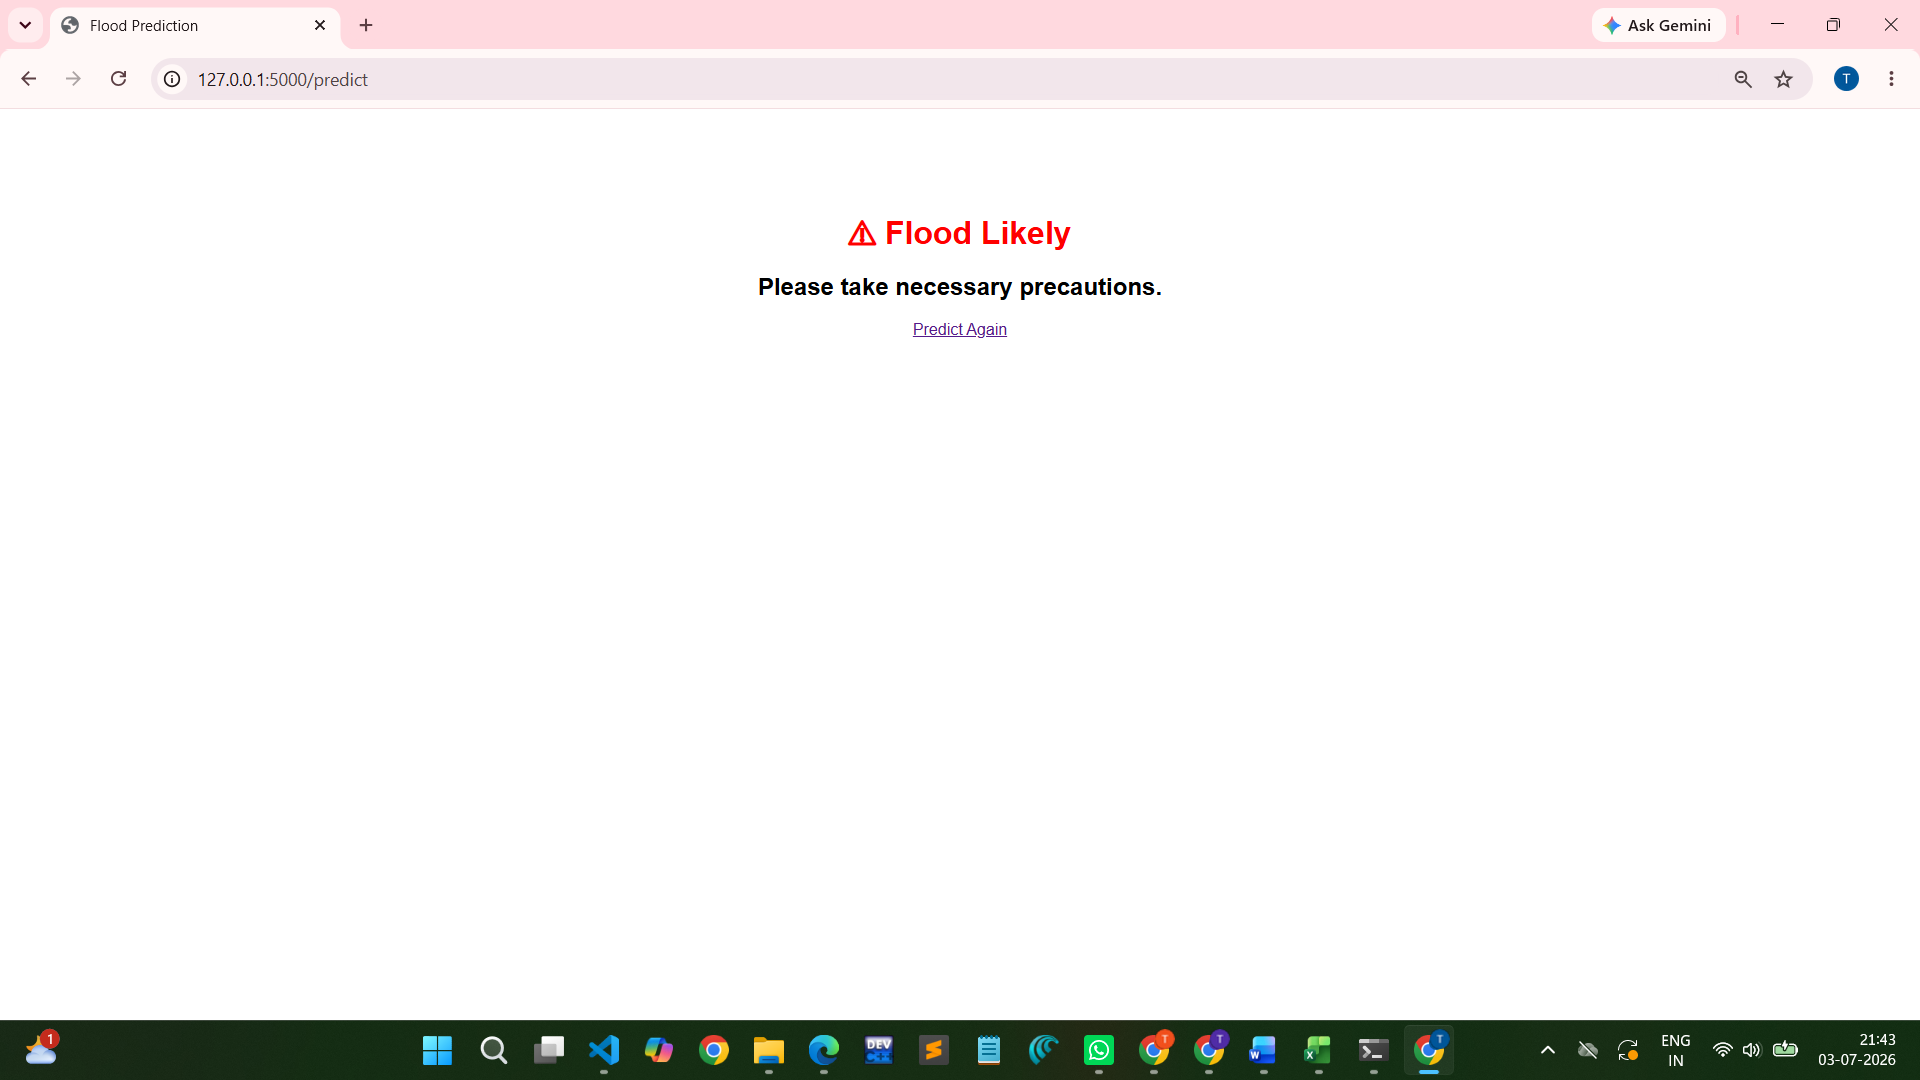 Flood Prediction
Ask Gemini
127.0.0.1:5000/predict
T
⚠ Flood Likely
Please take necessary precautions.
Predict Again
1
DEV
C++
T
T
W
X
T
ENG
IN
21:43
03-07-2026